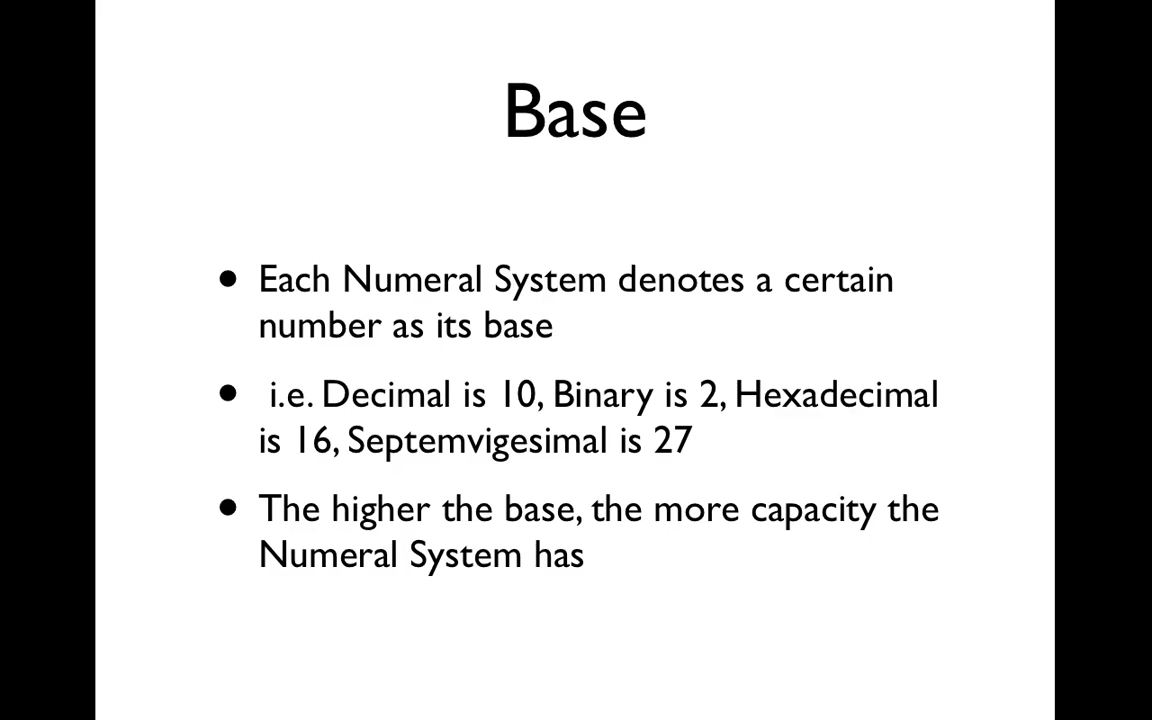 Base
• Each Numeral System denotes a certain
number as its base
• i.e. Decimal is 10, Binary is 2, Hexadecimal
is 16, Septemvigesimal is 27
• The higher the base, the more capacity the
Numeral System has